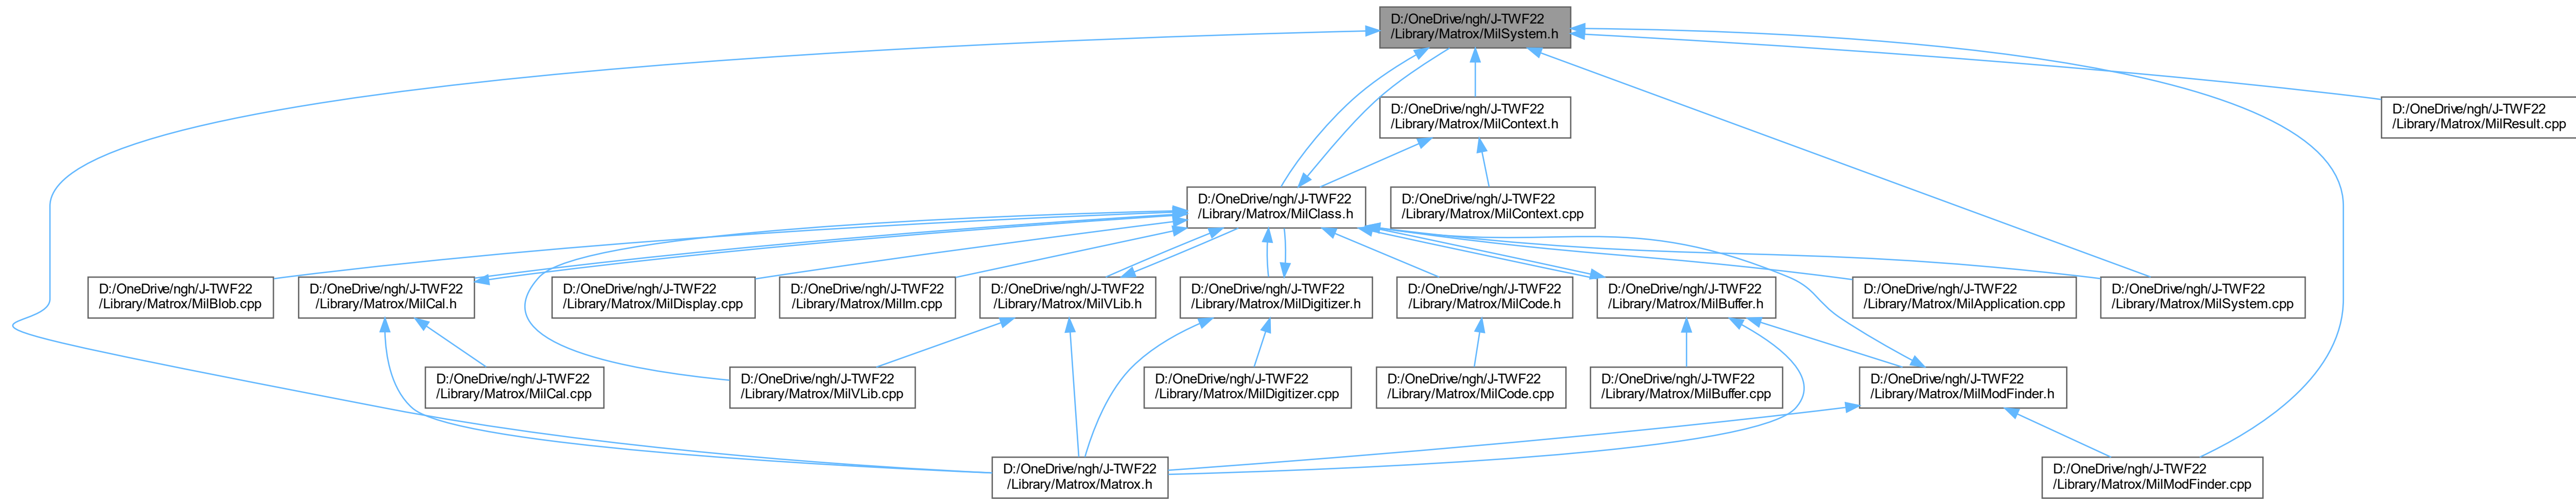 D:/OneDrive/ngh/J-TWF22
/Library/Matrox/MilSystem.h
D:/OneDrive/ngh/J-TWF22
/Library/Matrox/MilContext.h
D:/OneDrive/ngh/J-TWF22
/Library/Matrox/MilResult.cpp
D:/OneDrive/ngh/J-TWF22
/Library/Matrox/MilClass.h
D:/OneDrive/ngh/J-TWF22
/Library/Matrox/MilContext.cpp
D:/OneDrive/ngh/J-TWF22
/Library/Matrox/MilBlob.cpp
D:/OneDrive/ngh/J-TWF22
/Library/Matrox/MilCal.h
D:/OneDrive/ngh/J-TWF22
/Library/Matrox/MilDisplay.cpp
D:/OneDrive/ngh/J-TWF22
/Library/Matrox/MilIm.cpp
D:/OneDrive/ngh/J-TWF22
/Library/Matrox/MilVLib.h
D:/OneDrive/ngh/J-TWF22
/Library/Matrox/MilDigitizer.h
D:/OneDrive/ngh/J-TWF22
/Library/Matrox/MilCode.h
D:/OneDrive/ngh/J-TWF22
/Library/Matrox/MilBuffer.h
D:/OneDrive/ngh/J-TWF22
/Library/Matrox/MilApplication.cpp
D:/OneDrive/ngh/J-TWF22
/Library/Matrox/MilSystem.cpp
D:/OneDrive/ngh/J-TWF22
/Library/Matrox/MilCal.cpp
D:/OneDrive/ngh/J-TWF22
/Library/Matrox/MilVLib.cpp
D:/OneDrive/ngh/J-TWF22
/Library/Matrox/MilDigitizer.cpp
D:/OneDrive/ngh/J-TWF22
/Library/Matrox/MilCode.cpp
D:/OneDrive/ngh/J-TWF22
/Library/Matrox/MilBuffer.cpp
D:/OneDrive/ngh/J-TWF22
/Library/Matrox/MilModFinder.h
D:/OneDrive/ngh/J-TWF22
/Library/Matrox/Matrox.h
D:/OneDrive/ngh/J-TWF22
/Library/Matrox/MilModFinder.cpp